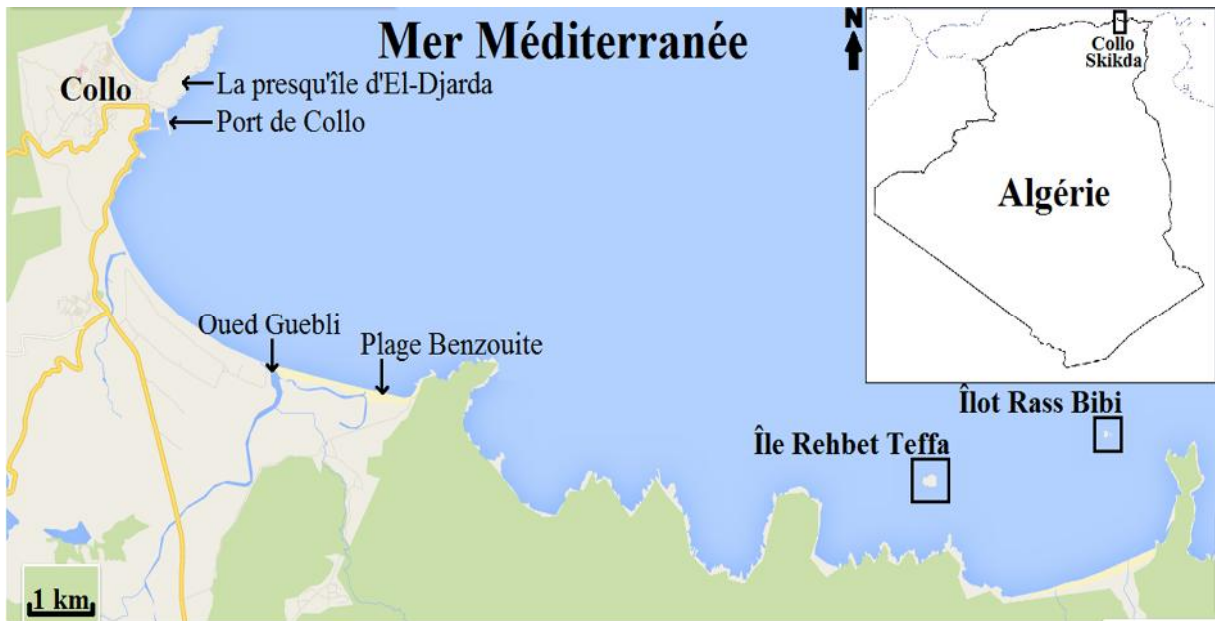 Mer Méditerranée
N
Collo
Skikda
Algérie
Collo
La presqu'île d'El-Djarda
Port de Collo
Oued Guebli
Plage Benzouite
Îlot Rass Bibi
Île Rehbet Teffa
1 km